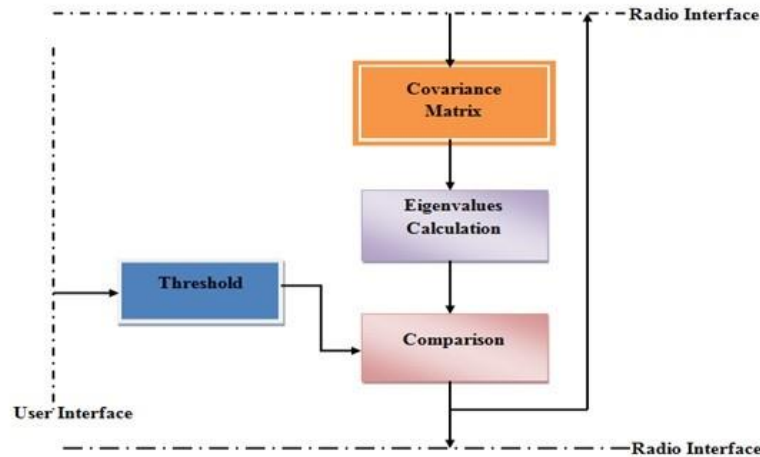 Radio Interface
Covariance
Matrix
Eigenvalues
Calculation
Threshold
Comparison
User Interface
Radio Interface